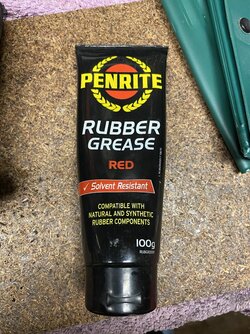 PENRITE
RUBBER
GREASE
RED
✓ Solvent Resistant
COMPATIBLE WITH
NATURAL AND SYNTHETIC
RUBBER COMPONENTS
100g